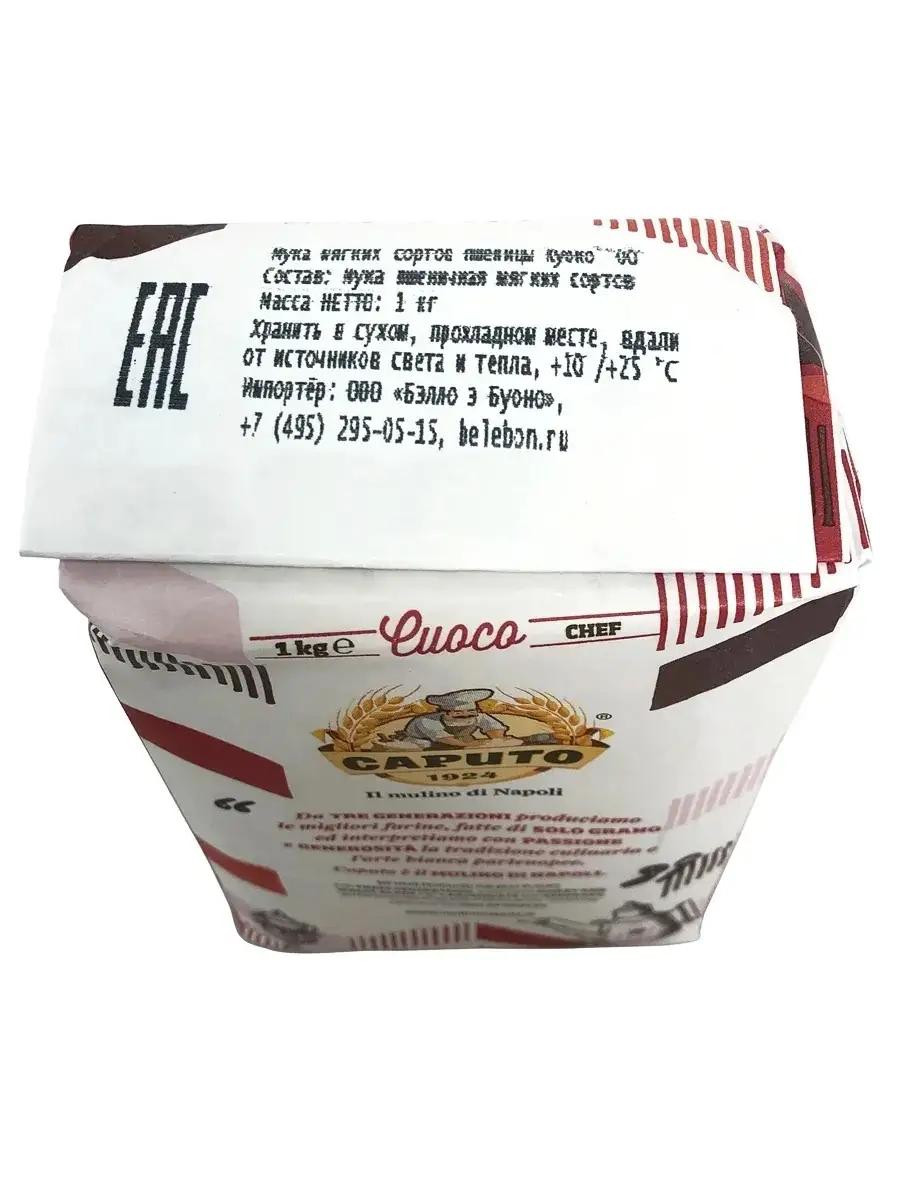 EAC
Мука мягких сортов пшеницы Куоко "00"
Состав: мука пшеничная мягких сортов
Масса НЕТТО: 1 кг
Хранить в сухом, прохладном месте, вдали
от источников света и тепла, +10 /+25 °C
Импортёр: ООО «Бэлло э Буоно»,
+7 (495) 295-05-15, belebon.ru
1 kg e Cuoco CHEF
CAPUTO ®
1924
Il mulino di Napoli
“
Da TRE GENERAZIONI produciamo
le migliori farine, fatte di SOLO GRANO
ed interpretiamo con PASSIONE
e GENEROSITÀ la tradizione culinaria e
l'arte bianca partenopea.
Caputo è il MULINO DI NAPOLI.